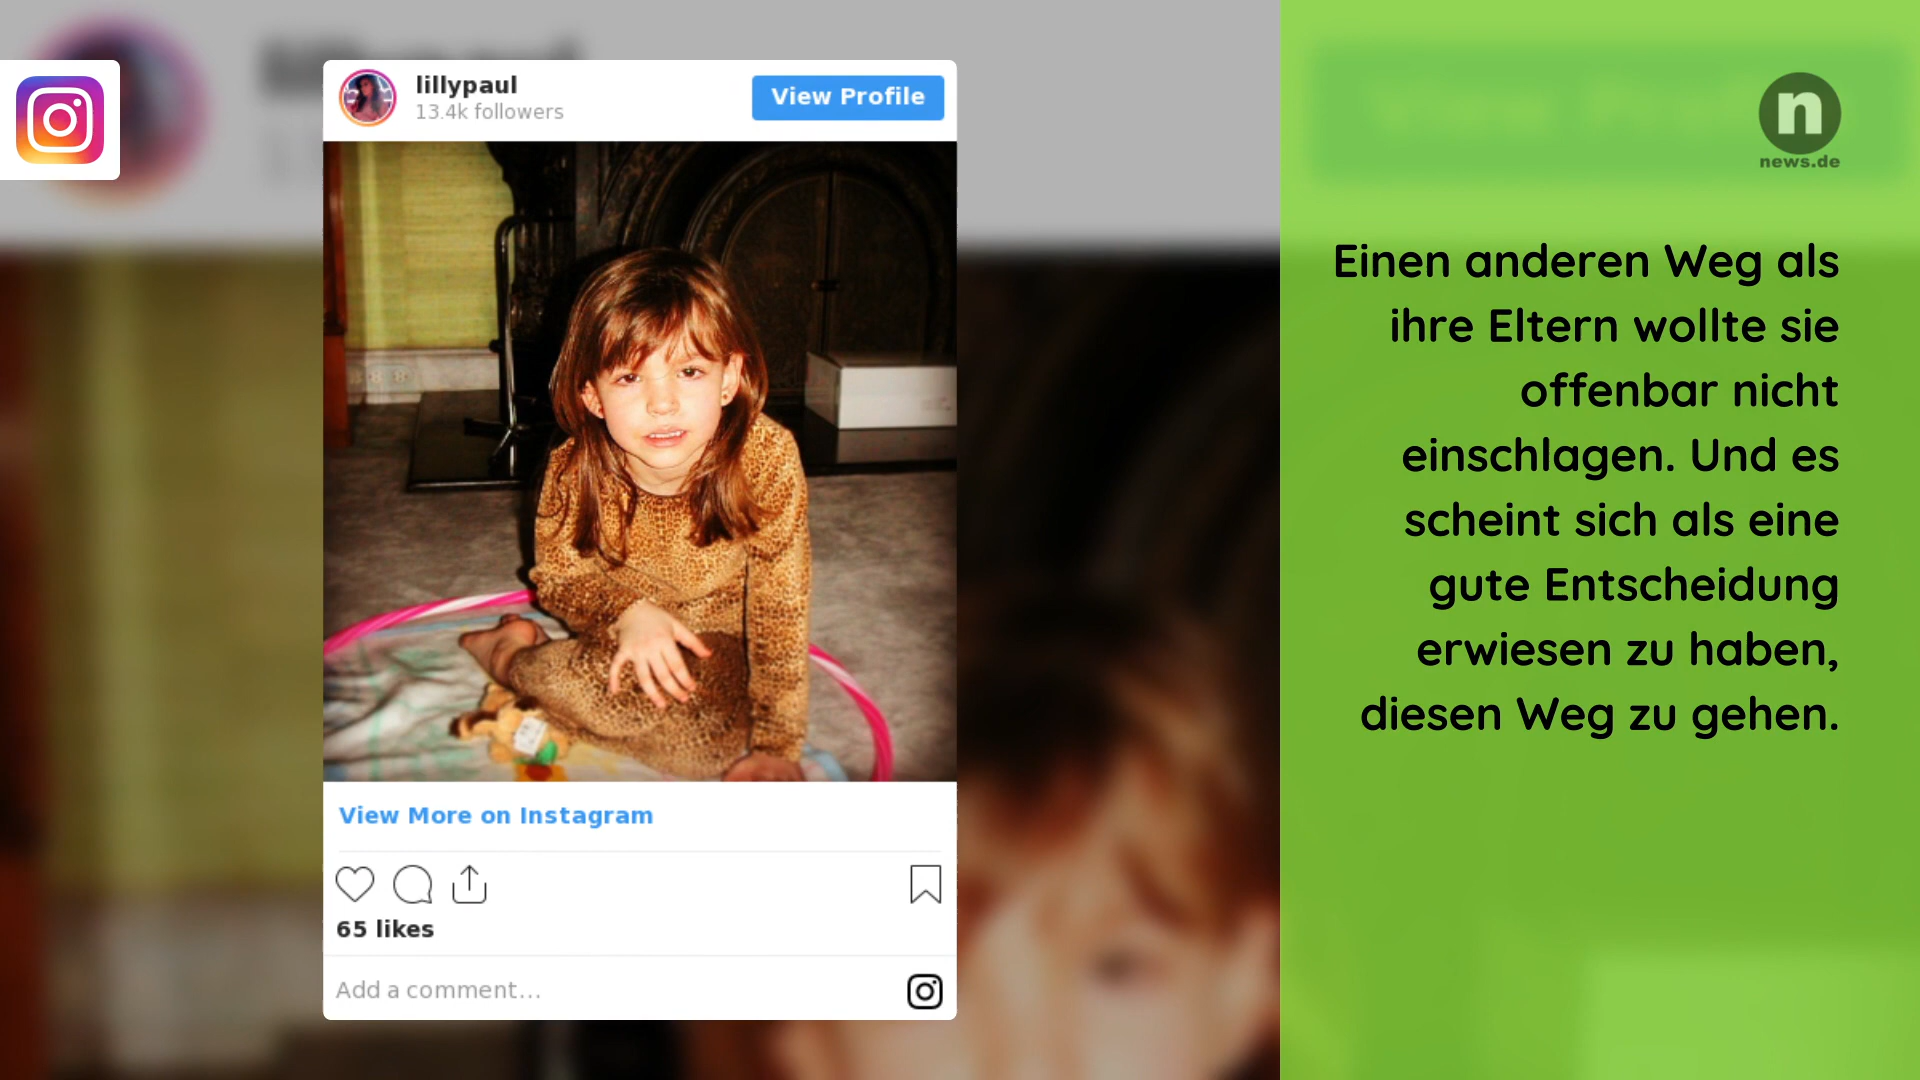 lillypaul
13.4k followers
View Profile
View More on Instagram
65 likes
Add a comment...
n
news.de
Einen anderen Weg als
ihre Eltern wollte sie
offenbar nicht
einschlagen. Und es
scheint sich als eine
gute Entscheidung
erwiesen zu haben,
diesen Weg zu gehen.